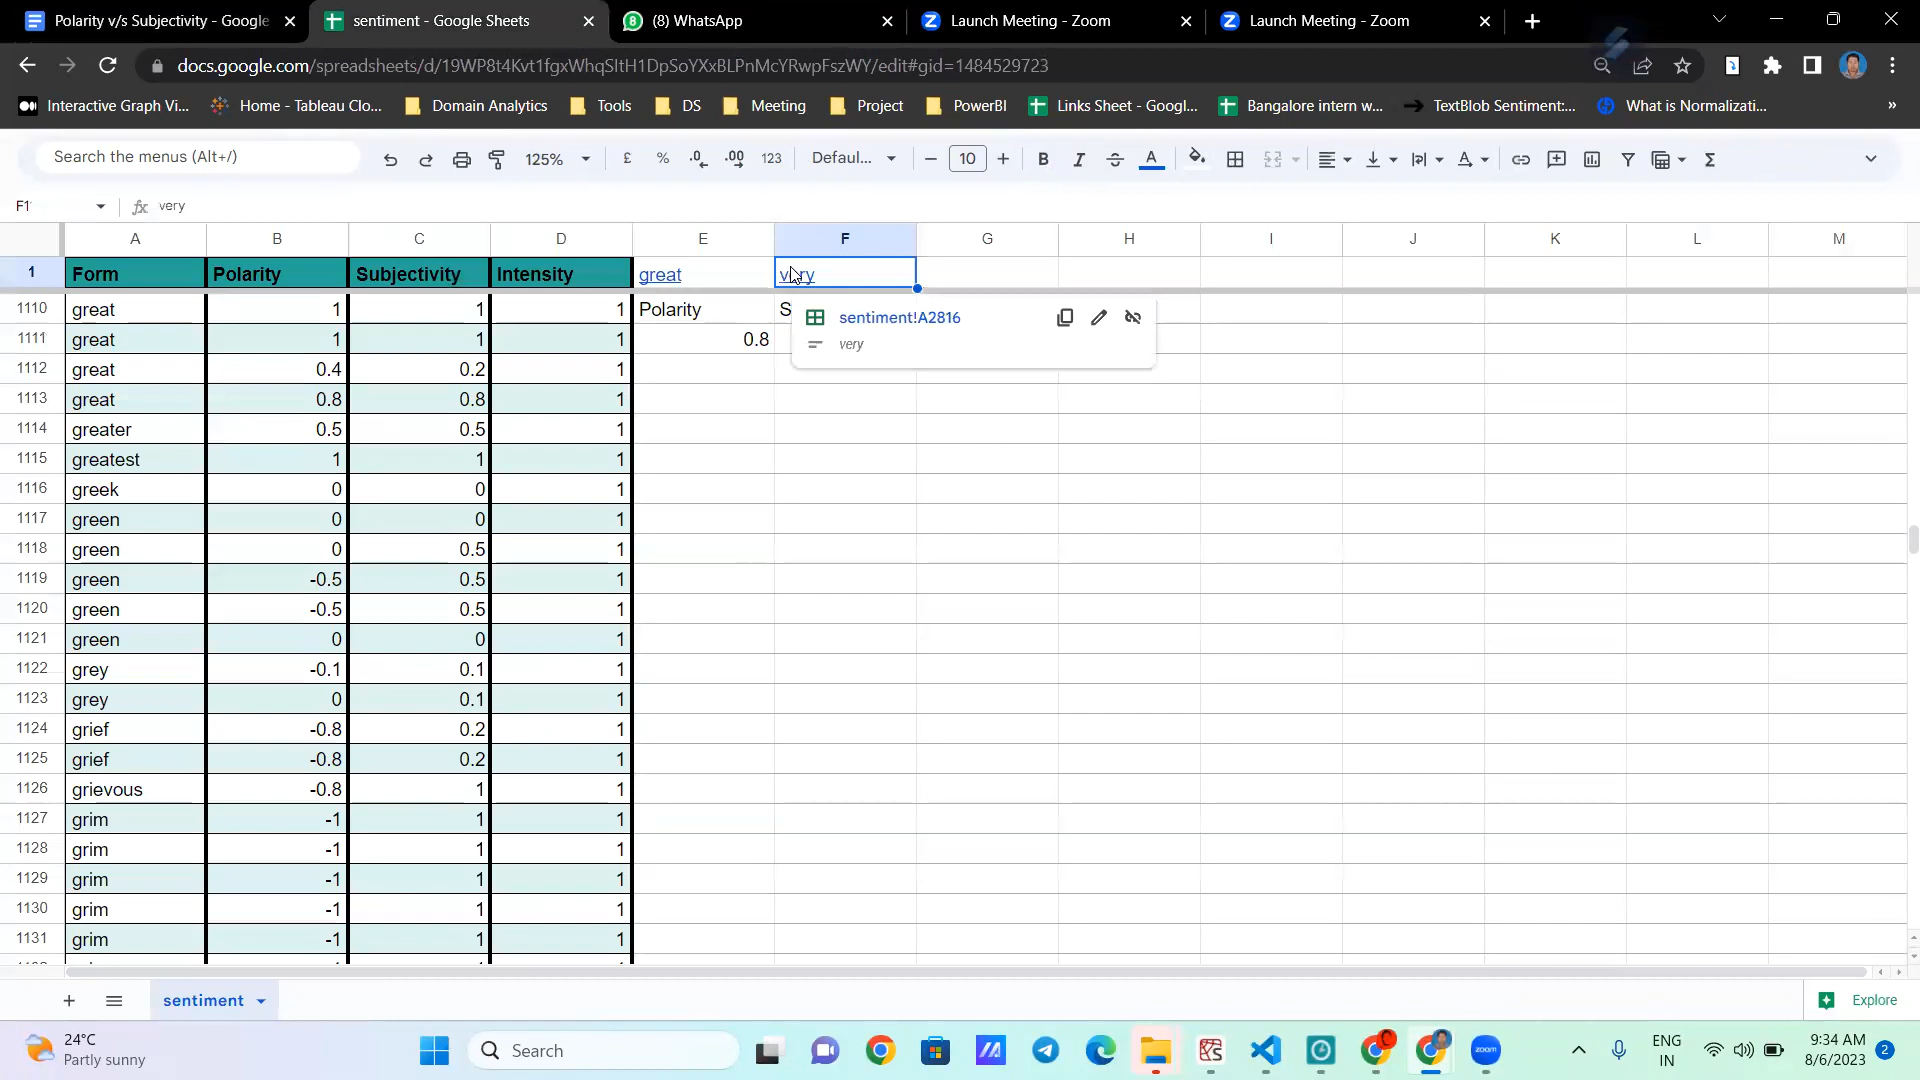 Polarity v/s Subjectivity - Google
sentiment - Google Sheets
(8) WhatsApp
Launch Meeting - Zoom
Launch Meeting - Zoom
docs.google.com/spreadsheets/d/19WP8t4Kvt1fgxWhqSltH1DpSoYXxBLPnMcYRwpFszWY/edit#gid=1484529723
Interactive Graph Vi... Home - Tableau Clo... Domain Analytics Tools DS Meeting Project PowerBI Links Sheet - Googl... Bangalore intern w... TextBlob Sentiment:... What is Normalizati... »
Search the menus (Alt+/) 125% £ % .0 .00 123 Defaul... 10 B I A Σ
F1 fx very
A B C D E F G H I J K L M
1 Form Polarity Subjectivity Intensity great very
1110 great 1 1 1 Polarity S
sentiment!A2816
1111 great 1 1 1 0.8
very
1112 great 0.4 0.2 1
1113 great 0.8 0.8 1
1114 greater 0.5 0.5 1
1115 greatest 1 1 1
1116 greek 0 0 1
1117 green 0 0 1
1118 green 0 0.5 1
1119 green -0.5 0.5 1
1120 green -0.5 0.5 1
1121 green 0 0 1
1122 grey -0.1 0.1 1
1123 grey 0 0.1 1
1124 grief -0.8 0.2 1
1125 grief -0.8 0.2 1
1126 grievous -0.8 1 1
1127 grim -1 1 1
1128 grim -1 1 1
1129 grim -1 1 1
1130 grim -1 1 1
1131 grim -1 1 1
sentiment Explore
24°C
Partly sunny
Search
zoom
ENG
IN
9:34 AM
8/6/2023
2